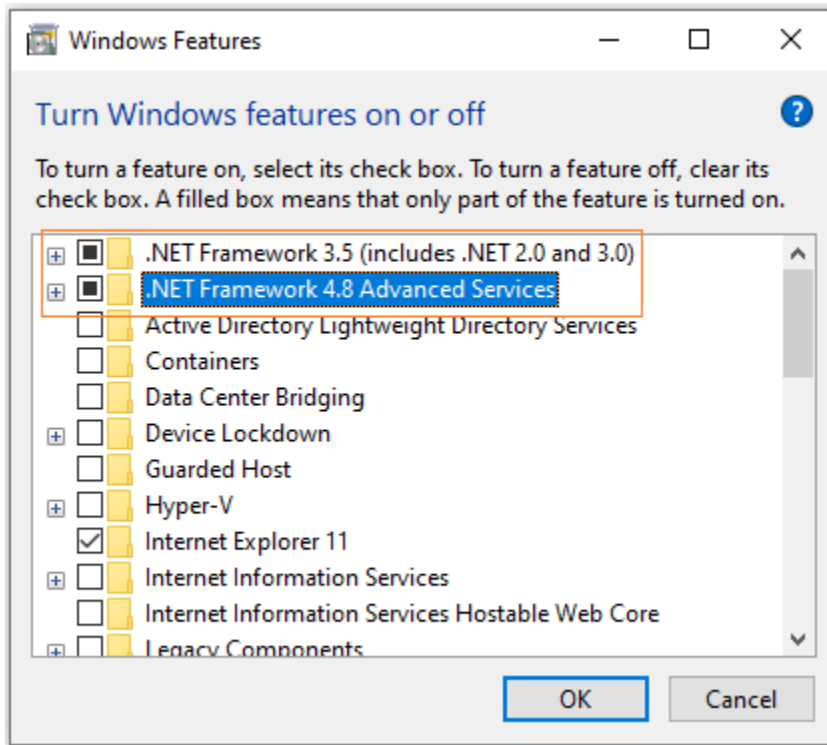 Windows Features
Turn Windows features on or off
?
To turn a feature on, select its check box. To turn a feature off, clear its
check box. A filled box means that only part of the feature is turned on.
.NET Framework 3.5 (includes .NET 2.0 and 3.0)
.NET Framework 4.8 Advanced Services
Active Directory Lightweight Directory Services
Containers
Data Center Bridging
Device Lockdown
Guarded Host
Hyper-V
Internet Explorer 11
Internet Information Services
Internet Information Services Hostable Web Core
Legacy Components
OK Cancel